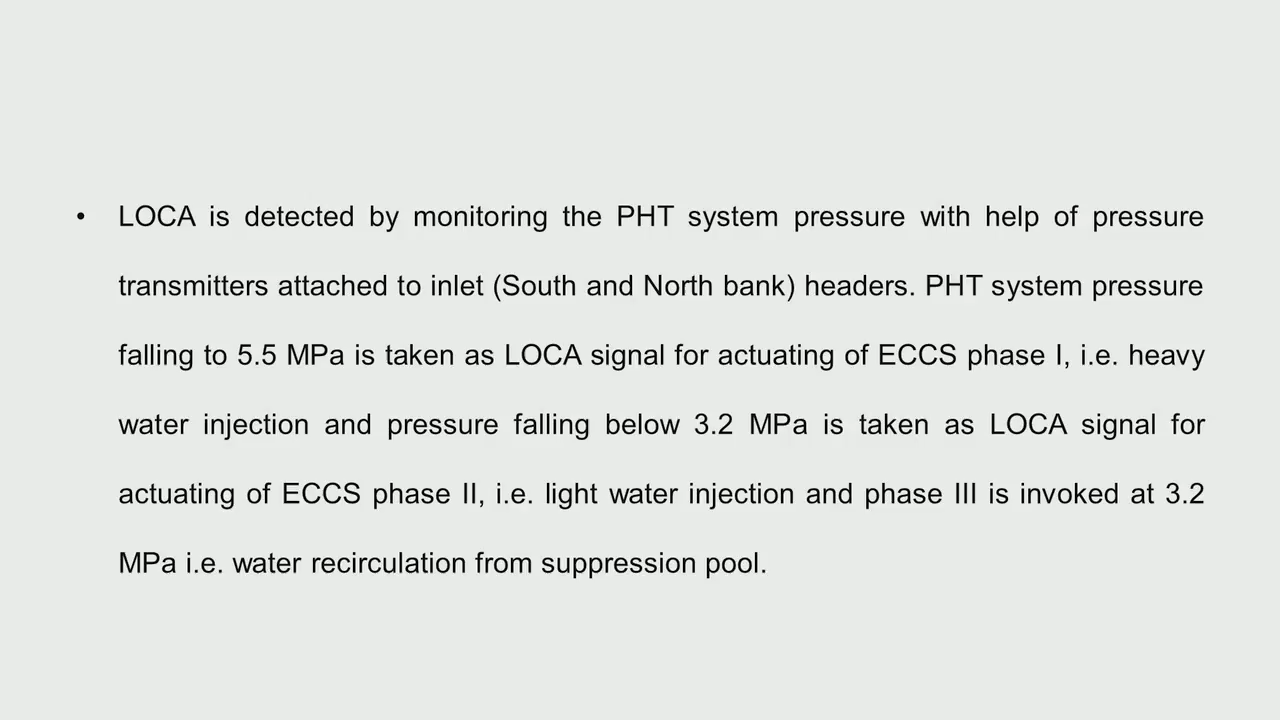 • LOCA is detected by monitoring the PHT system pressure with help of pressure
transmitters attached to inlet (South and North bank) headers. PHT system pressure
falling to 5.5 MPa is taken as LOCA signal for actuating of ECCS phase I, i.e. heavy
water injection and pressure falling below 3.2 MPa is taken as LOCA signal for
actuating of ECCS phase II, i.e. light water injection and phase III is invoked at 3.2
MPa i.e. water recirculation from suppression pool.